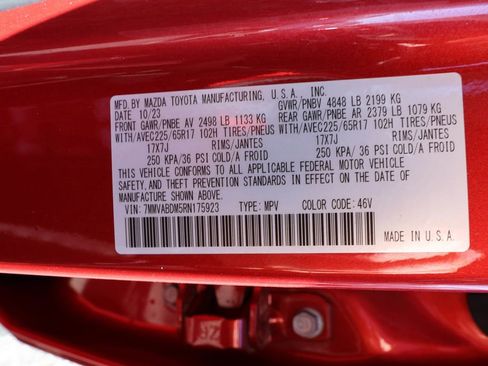 MFD.BY MAZDA TOYOTA MANUFACTURING, U.S.A., INC.
DATE: 10/23 GVWR/PNBV 4848 LB 2199 KG
FRONT GAWR/PNBE AV 2498 LB 1133 KG REAR GAWR/PNBE AR 2379 LB 1079 KG
WITH/AVEC225/65R17 102H TIRES/PNEUS WITH/AVEC225/65R17 102H TIRES/PNEUS
17X7J RIMS/JANTES 17X7J RIMS/JANTES
250 KPA/ 36 PSI COLD/A FROID 250 KPA/ 36 PSI COLD/A FROID
THIS VEHICLE CONFORMS TO ALL APPLICABLE FEDERAL MOTOR VEHICLE
SAFETY,AND THEFT PREVENTION STANDARDS IN EFFECT ON THE DATE OF
MANUFACTURE SHOWN ABOVE.
VIN: 7MMVABDM5RN175923 TYPE: MPV COLOR CODE: 46V
MADE IN U.S.A.